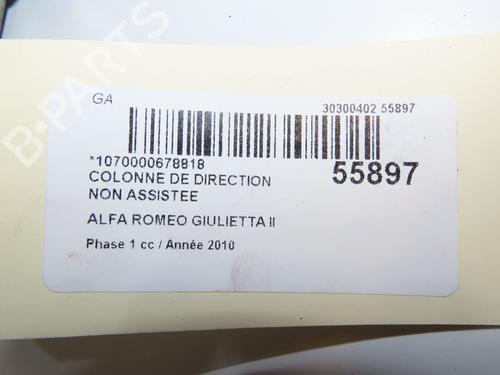 GA
30300402 55897
*1070000678818
55897
COLONNE DE DIRECTION
NON ASSISTEE
ALFA ROMEO GIULIETTA II
Phase 1 cc / Année 2010
B-PARTS